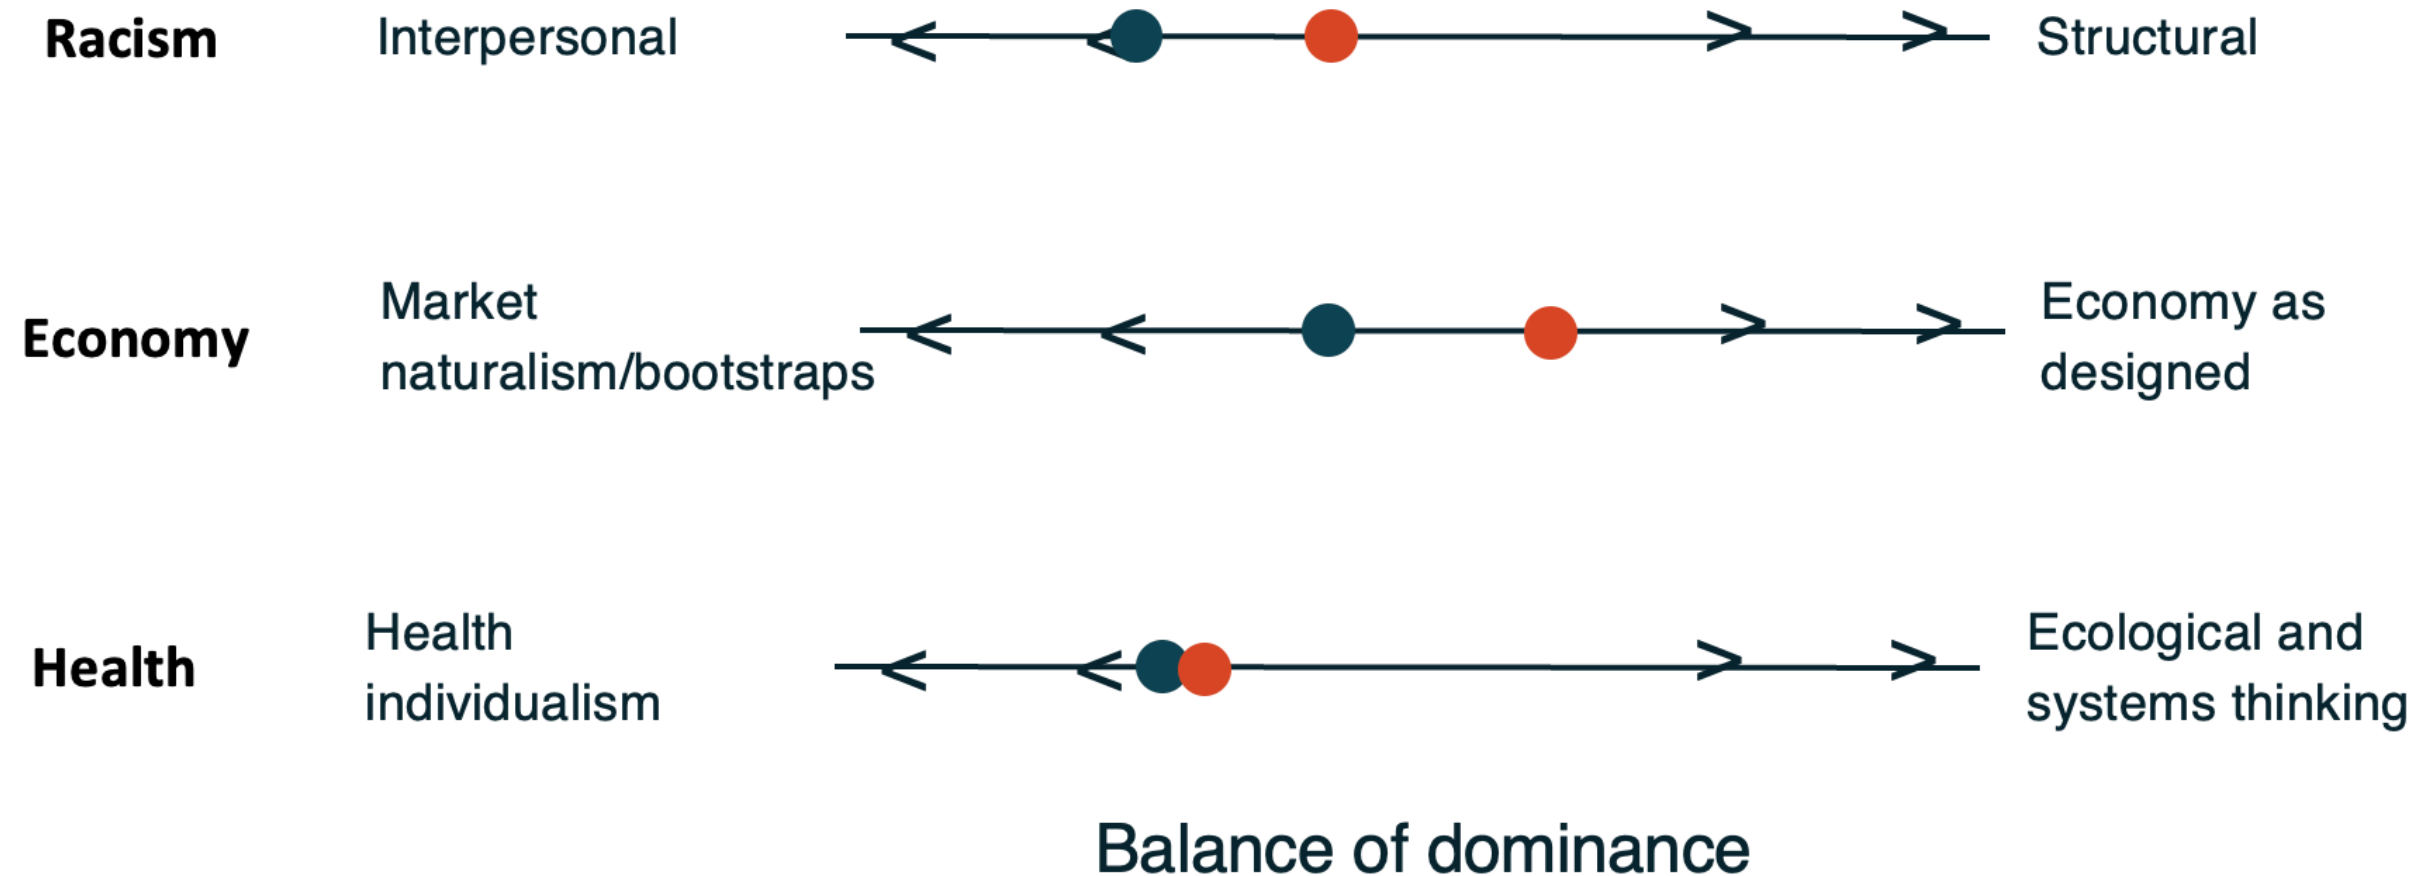 Racism
Interpersonal
Structural
Economy
Market
naturalism/bootstraps
Economy as
designed
Health
Health
individualism
Ecological and
systems thinking
Balance of dominance